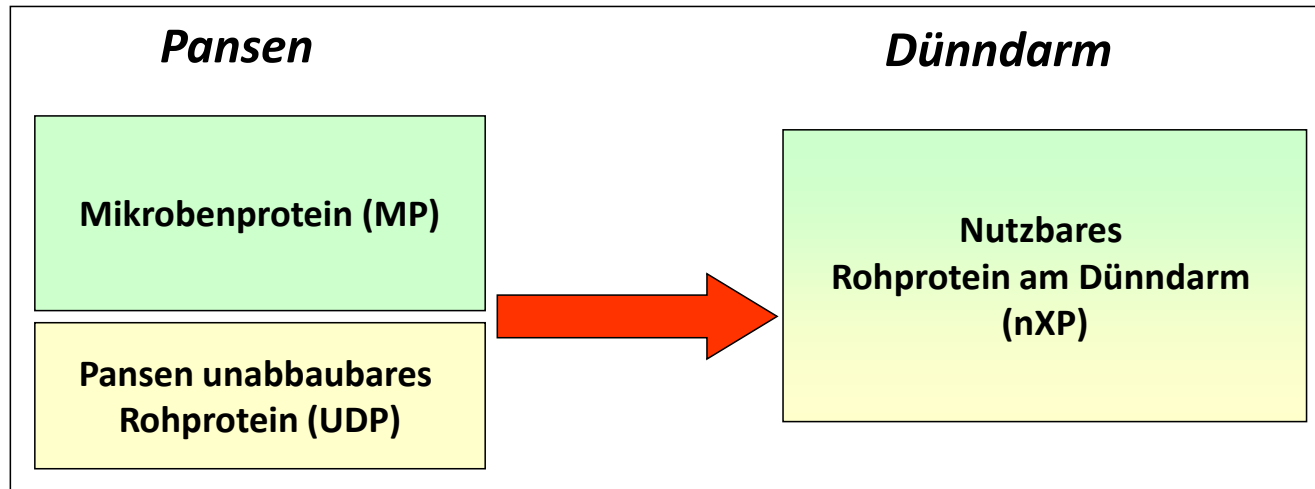 Pansen
Dünndarm
Mikrobenprotein (MP)
Pansen unabbaubares
Rohprotein (UDP)
Nutzbares
Rohprotein am Dünndarm
(nXP)